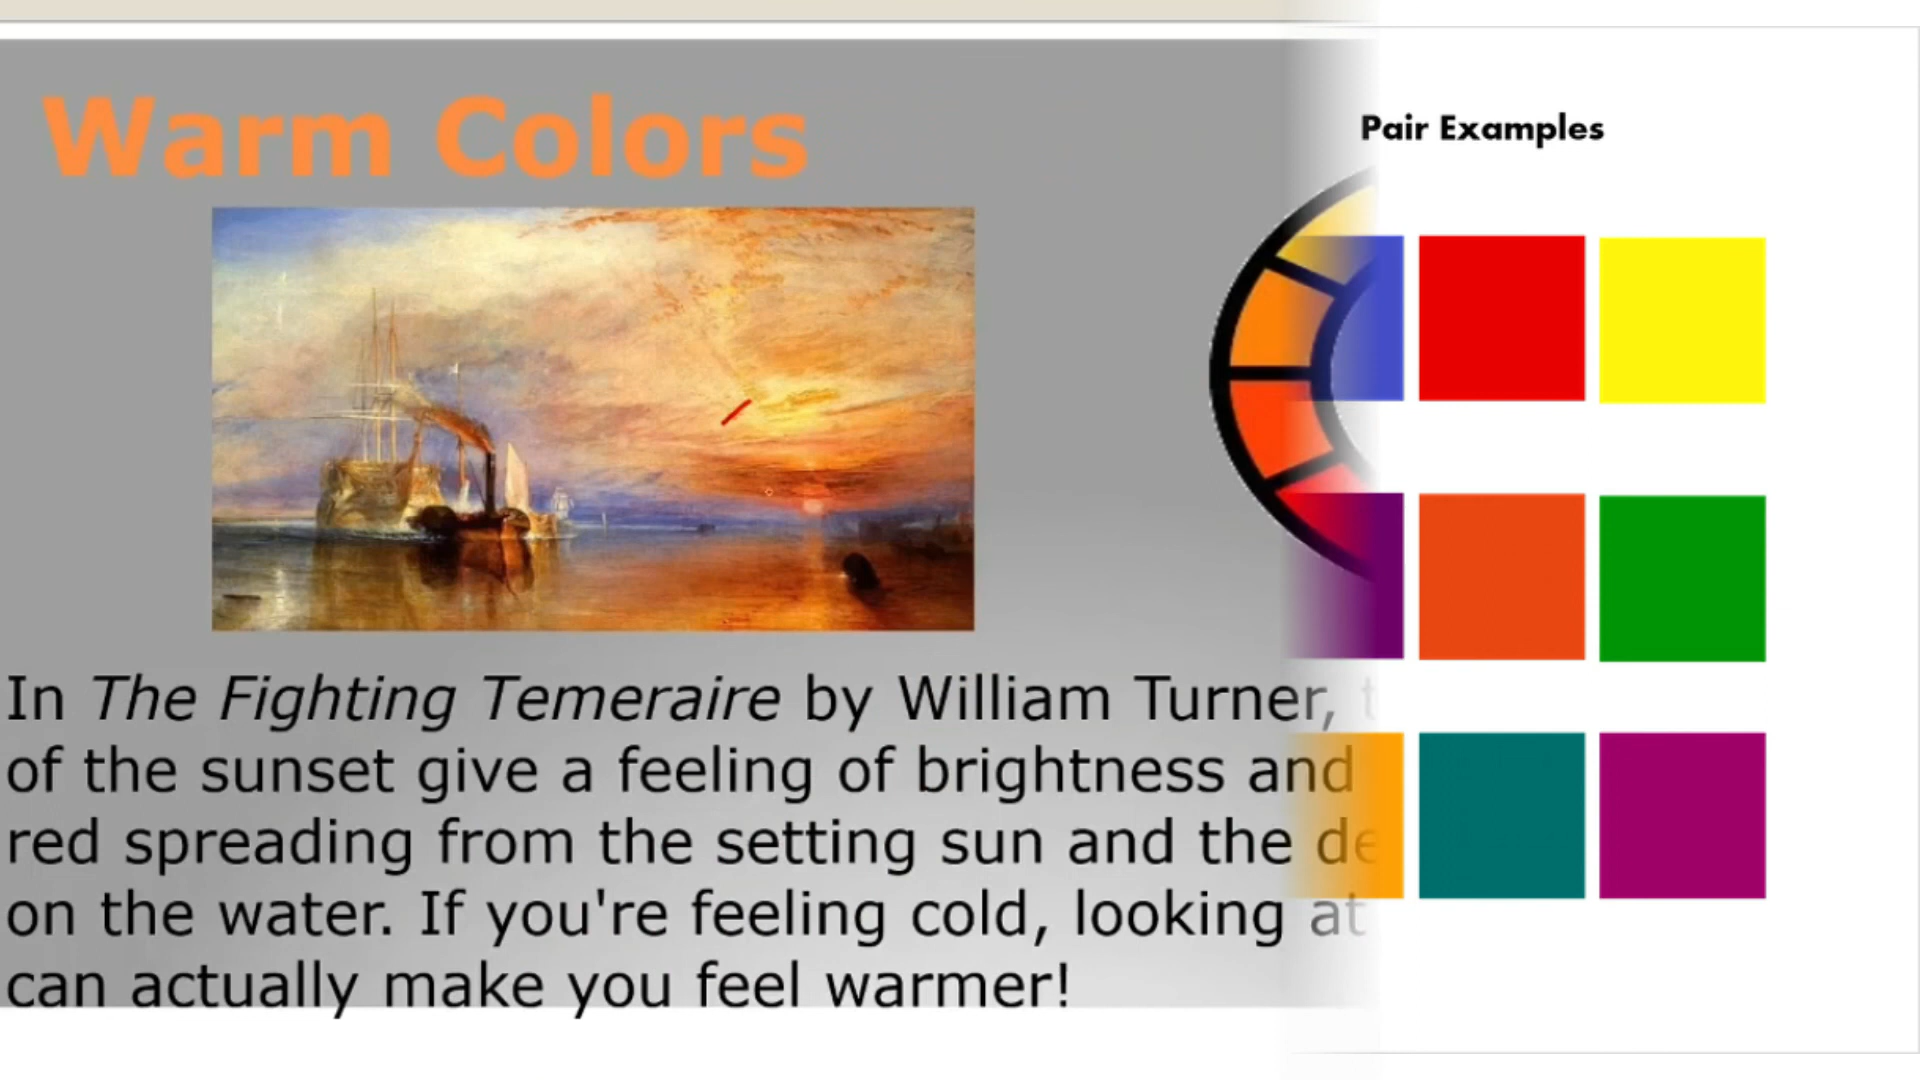 Warm Colors
Pair Examples
In The Fighting Temeraire by William Turner,
of the sunset give a feeling of brightness and
red spreading from the setting sun and the de
on the water. If you're feeling cold, looking at
can actually make you feel warmer!